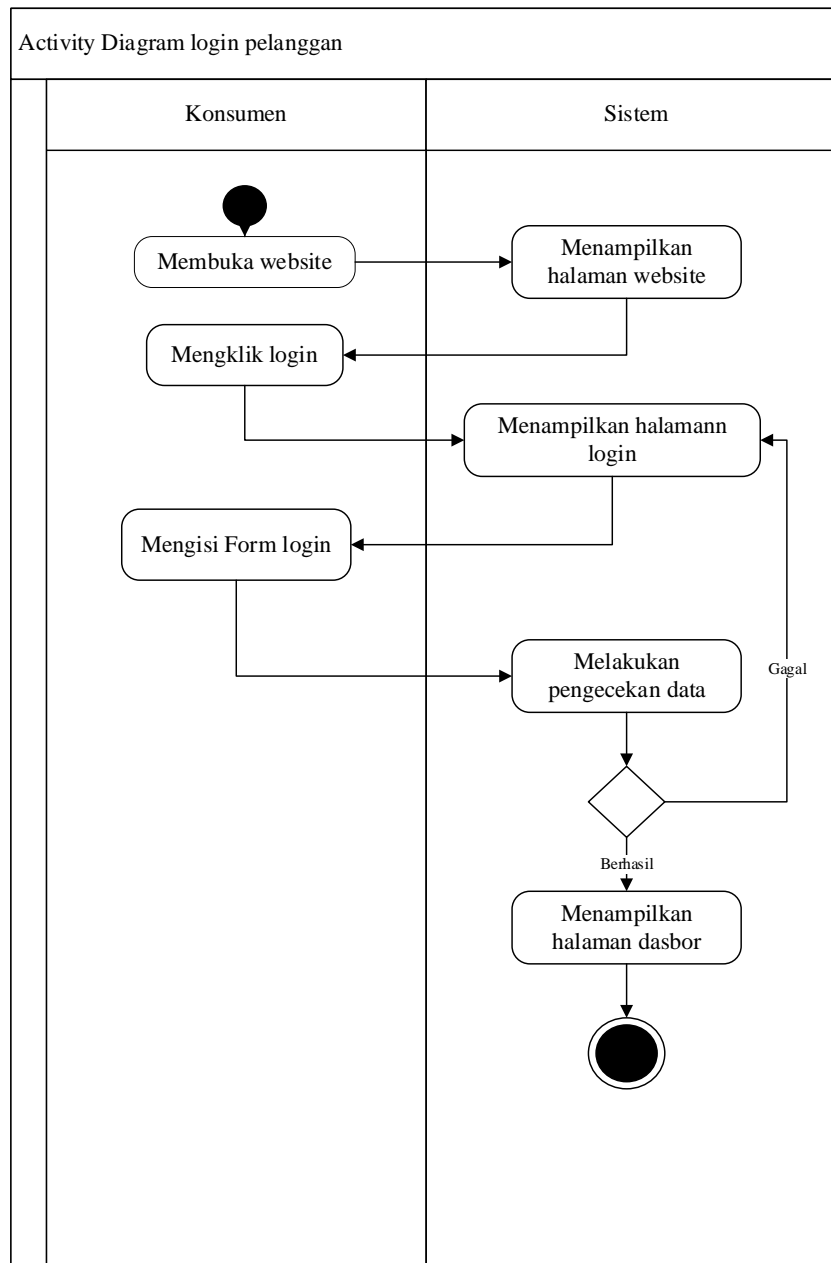 Activity Diagram login pelanggan
Konsumen
Sistem
Membuka website
Menampilkan
halaman website
Mengklik login
Menampilkan halamann
login
Mengisi Form login
Melakukan
pengecekan data
Gagal
Berhasil
Menampilkan
halaman dasbor